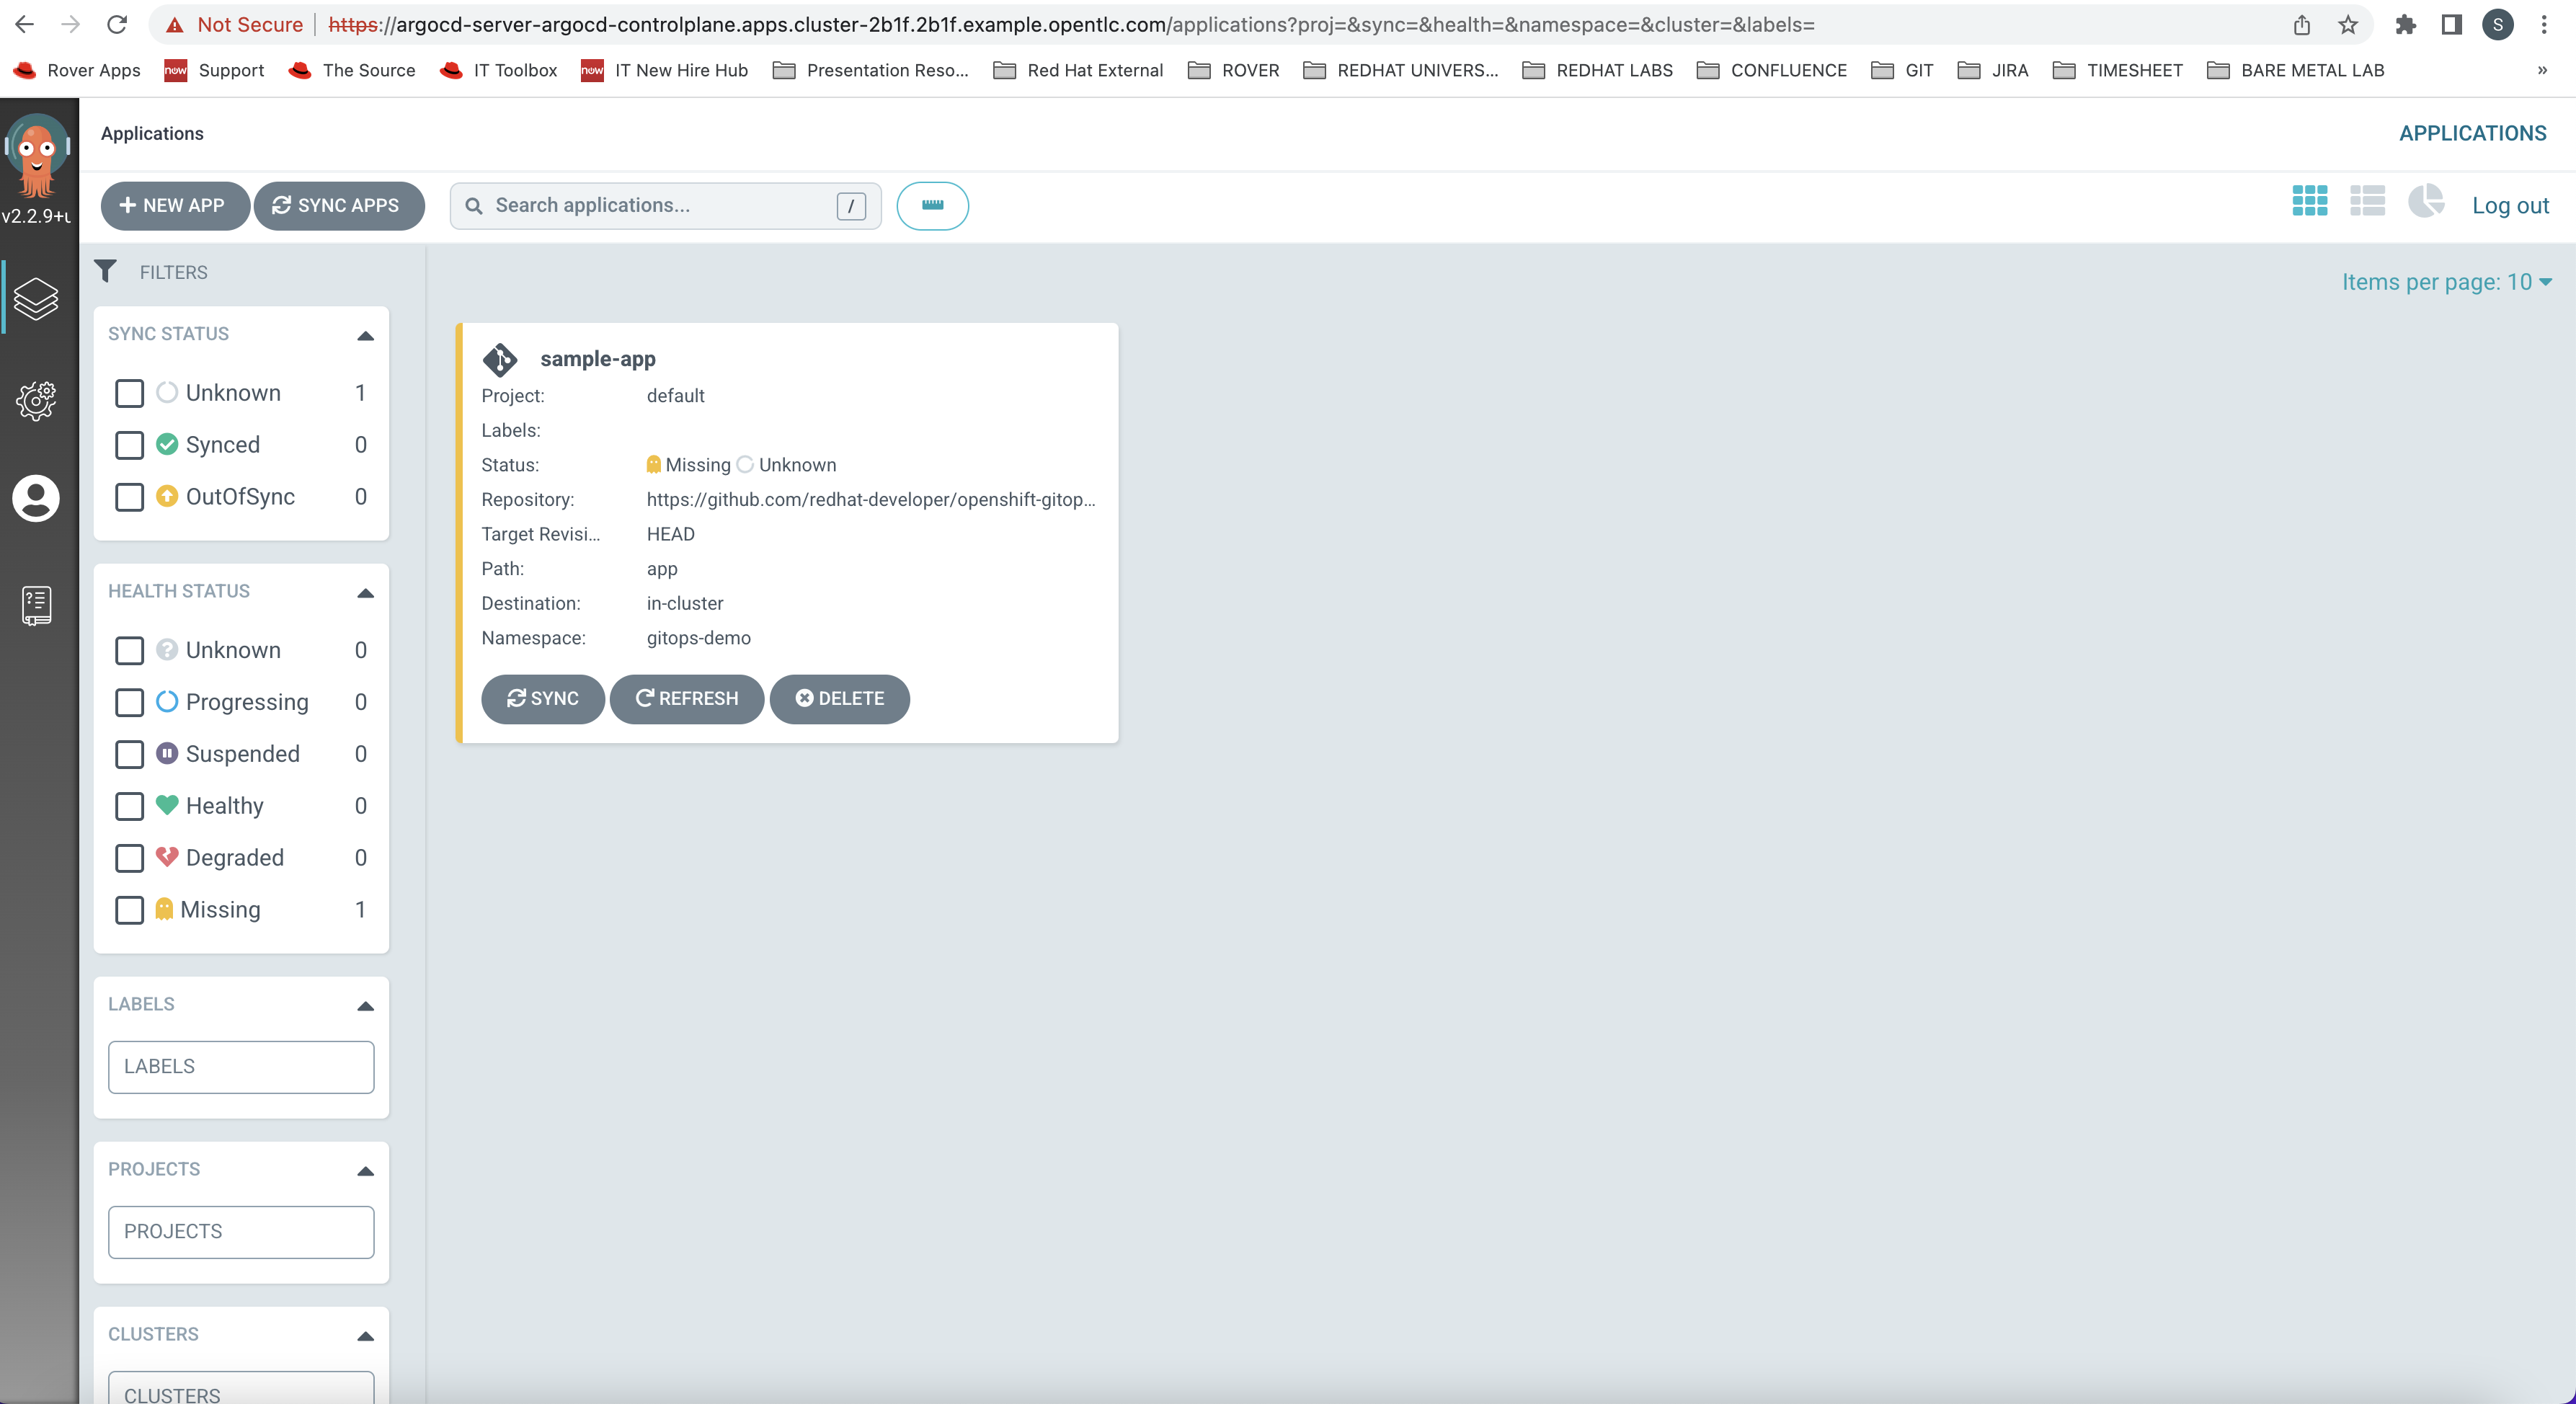 Not Secure https://argocd-server-argocd-controlplane.apps.cluster-2b1f.2b1f.example.opentlc.com/applications?proj=&sync=&health=&namespace=&cluster=&labels= S
Rover Apps now Support The Source IT Toolbox now IT New Hire Hub Presentation Reso... Red Hat External ROVER REDHAT UNIVERS... REDHAT LABS CONFLUENCE GIT JIRA TIMESHEET BARE METAL LAB »
Applications APPLICATIONS
v2.2.9+u
NEW APP SYNC APPS Search applications... / Log out
FILTERS
Items per page: 10
SYNC STATUS
Unknown 1
Synced 0
OutOfSync 0
HEALTH STATUS
Unknown 0
Progressing 0
Suspended 0
Healthy 0
Degraded 0
Missing 1
LABELS
LABELS
PROJECTS
PROJECTS
CLUSTERS
CLUSTERS
sample-app
Project: default
Labels:
Status: Missing Unknown
Repository: https://github.com/redhat-developer/openshift-gitop...
Target Revisi... HEAD
Path: app
Destination: in-cluster
Namespace: gitops-demo
SYNC REFRESH DELETE